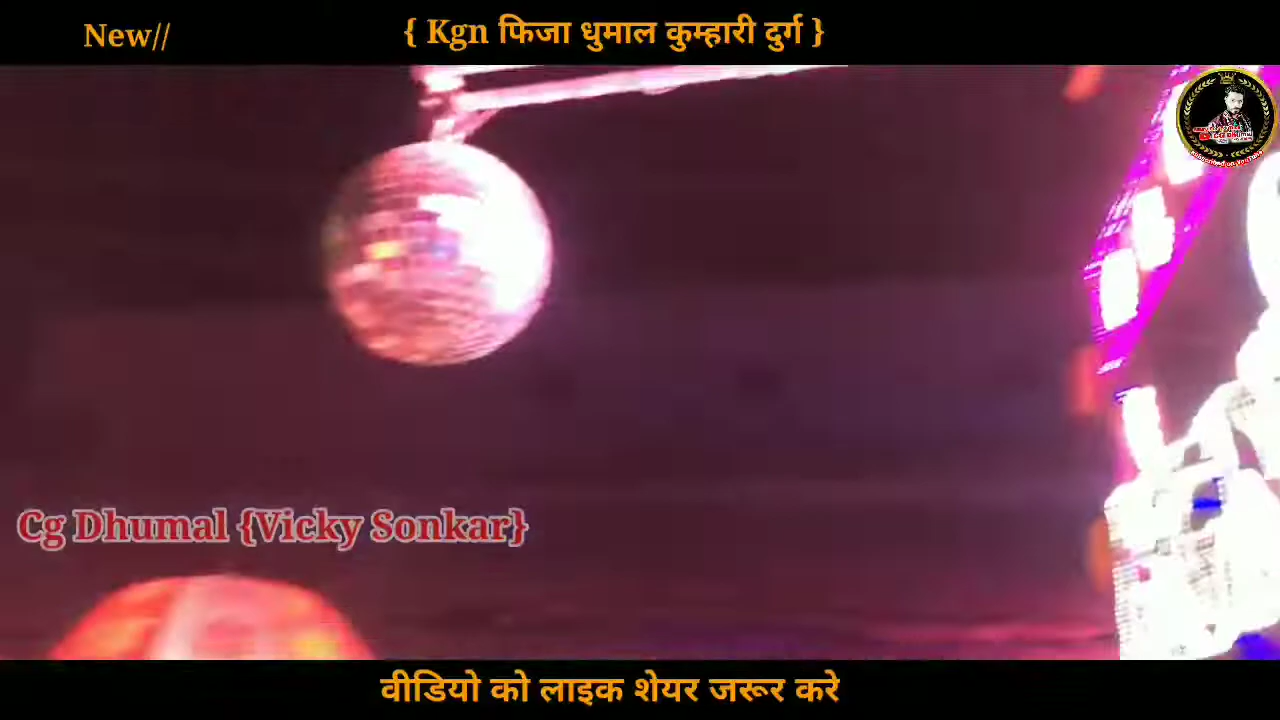 New//
{ Kgn फिजा धुमाल कुम्हारी दुर्ग }
Cg Dhumal {Vicky Sonkar}
वीडियो को लाइक शेयर जरूर करे